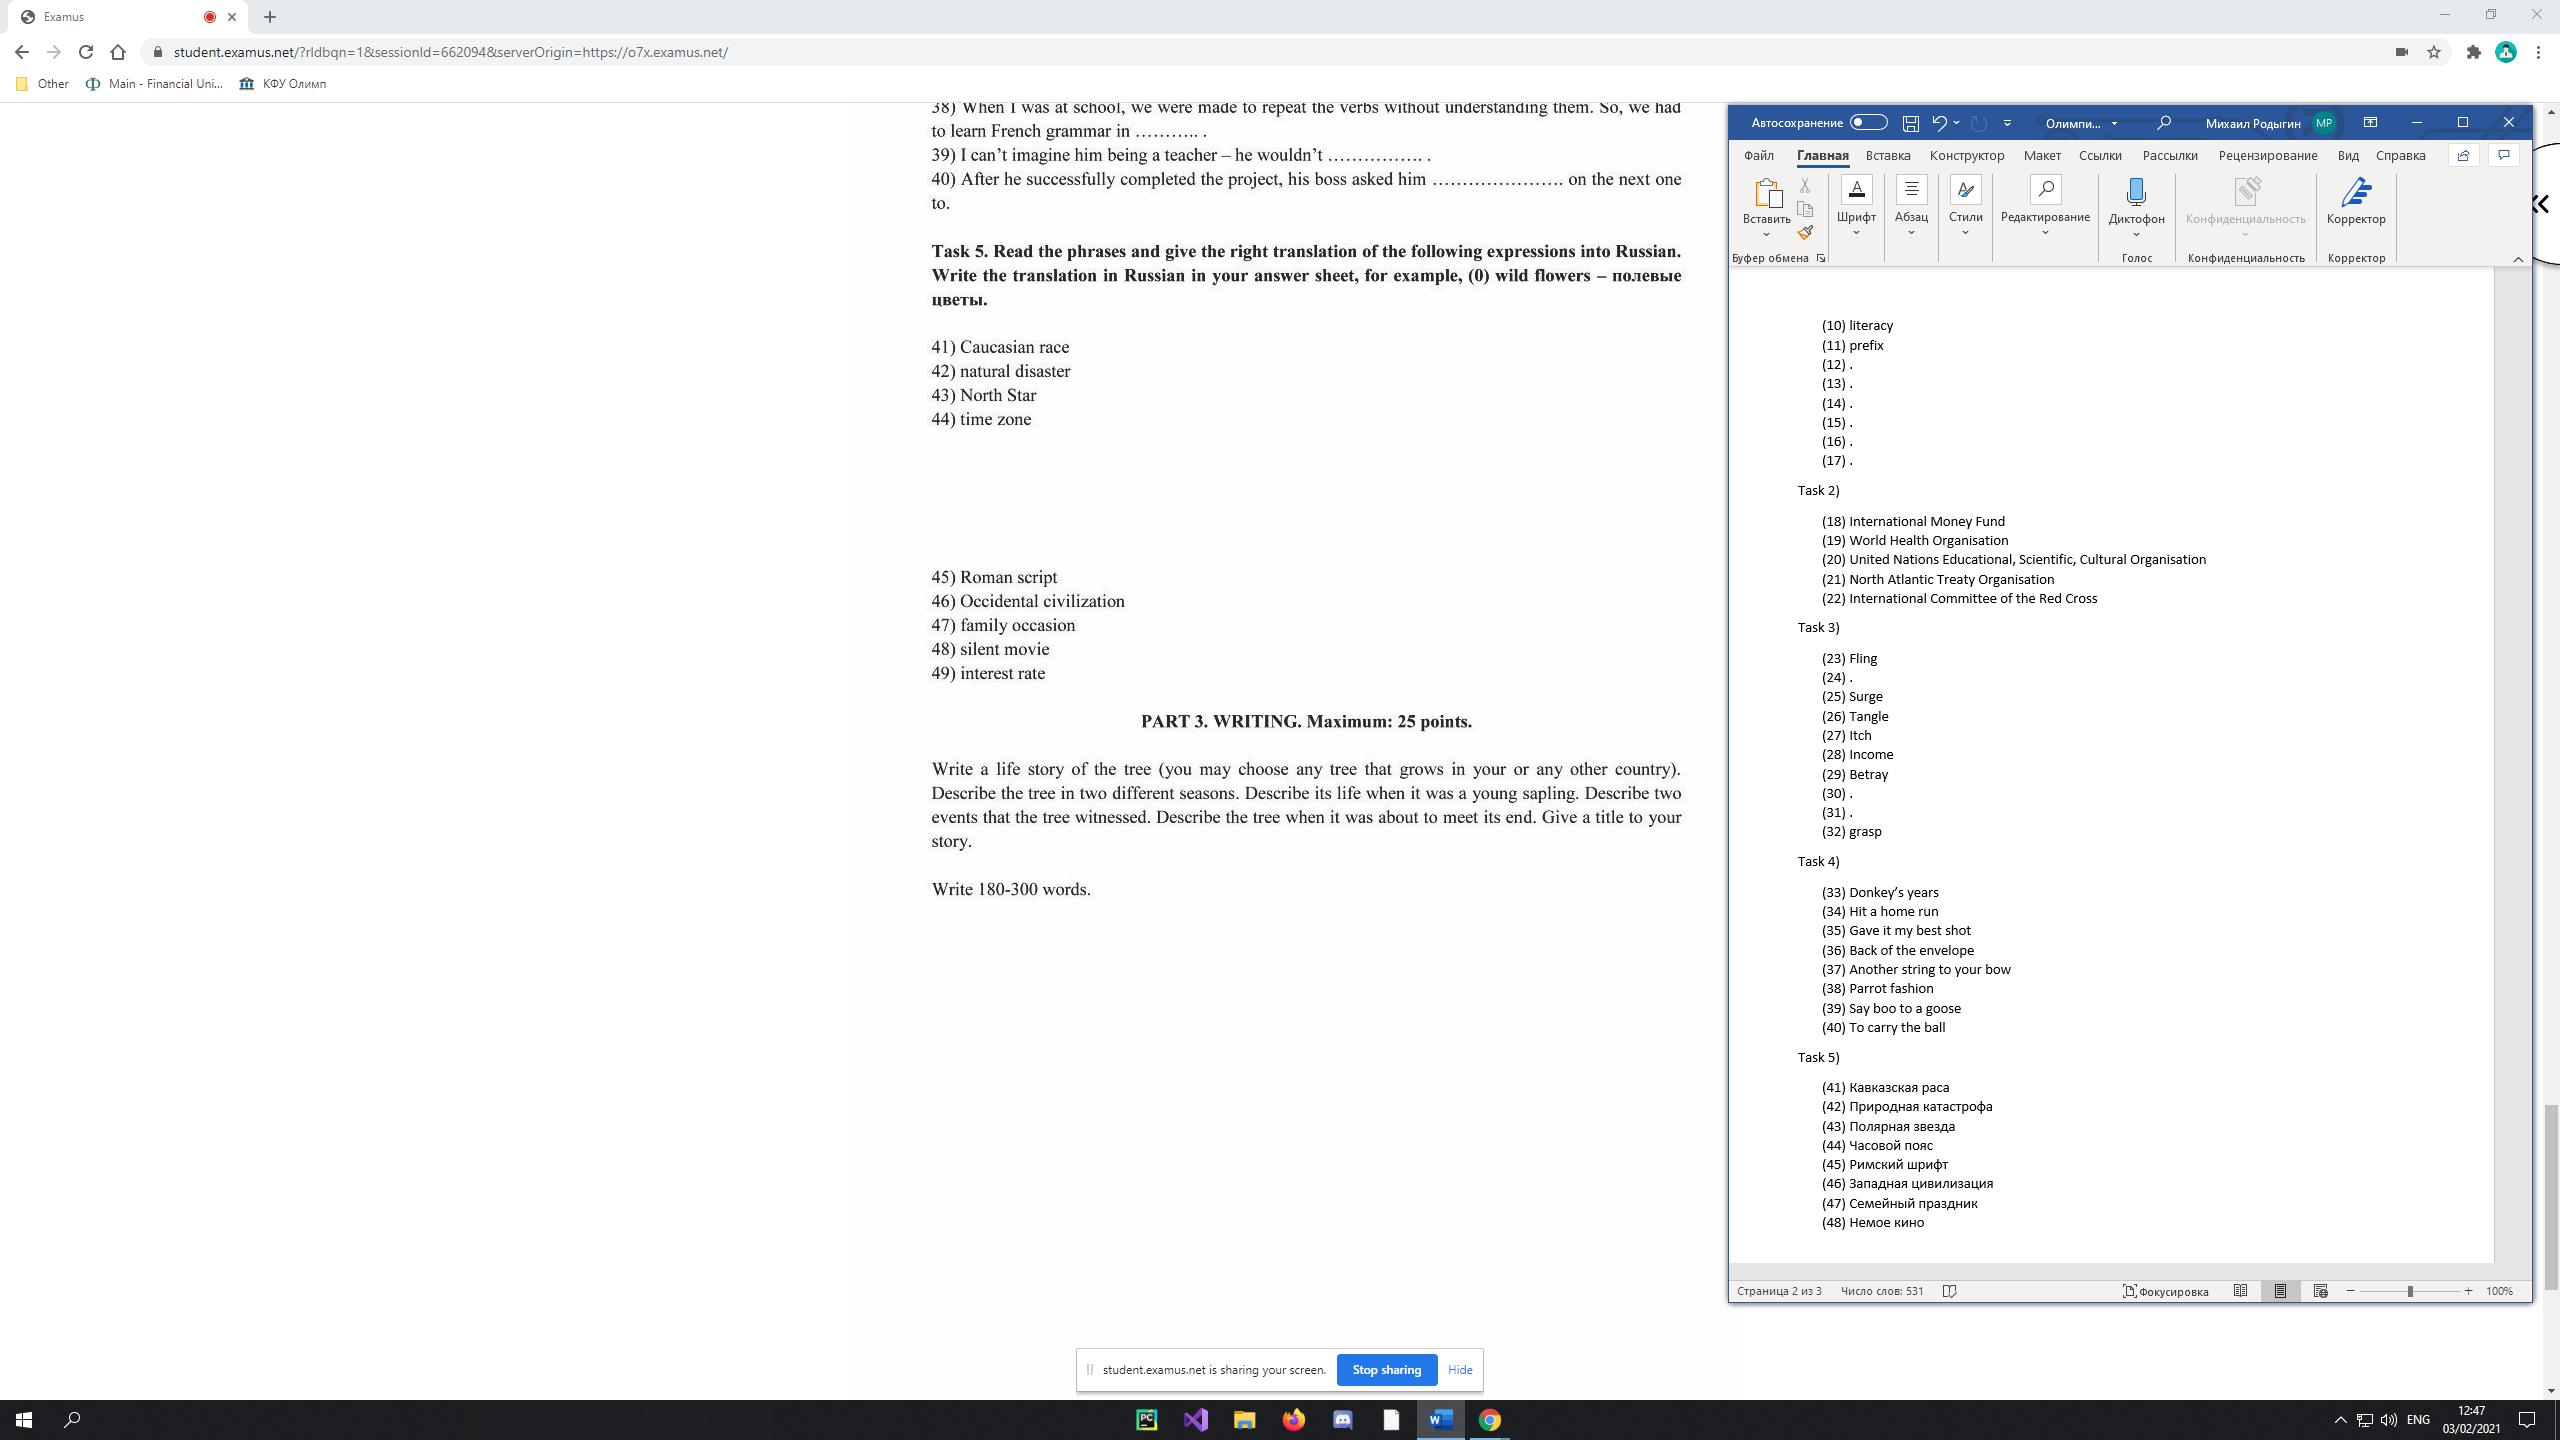 Examus
student.examus.net/?rldbqn=1&sessionId=662094&serverOrigin=https://o7x.examus.net/
Other Main - Financial Uni... КФУ Олимп
38) When I was at school, we were made to repeat the verbs without understanding them. So, we had
to learn French grammar in ……….. .
39) I can’t imagine him being a teacher – he wouldn’t ……………. .
40) After he successfully completed the project, his boss asked him …………………. on the next one
to.
Task 5. Read the phrases and give the right translation of the following expressions into Russian.
Write the translation in Russian in your answer sheet, for example, (0) wild flowers – полевые
цветы.
41) Caucasian race
42) natural disaster
43) North Star
44) time zone
45) Roman script
46) Occidental civilization
47) family occasion
48) silent movie
49) interest rate
PART 3. WRITING. Maximum: 25 points.
Write a life story of the tree (you may choose any tree that grows in your or any other country).
Describe the tree in two different seasons. Describe its life when it was a young sapling. Describe two
events that the tree witnessed. Describe the tree when it was about to meet its end. Give a title to your
story.
Write 180-300 words.
Автосохранение Олимпи... Михаил Родыгин МР
Файл Главная Вставка Конструктор Макет Ссылки Рассылки Рецензирование Вид Справка
Вставить Шрифт Абзац Стили Редактирование Диктофон Конфиденциальность Корректор
Буфер обмена Голос Конфиденциальность Корректор
(10) literacy
(11) prefix
(12) .
(13) .
(14) .
(15) .
(16) .
(17) .
Task 2)
(18) International Money Fund
(19) World Health Organisation
(20) United Nations Educational, Scientific, Cultural Organisation
(21) North Atlantic Treaty Organisation
(22) International Committee of the Red Cross
Task 3)
(23) Fling
(24) .
(25) Surge
(26) Tangle
(27) Itch
(28) Income
(29) Betray
(30) .
(31) .
(32) grasp
Task 4)
(33) Donkey’s years
(34) Hit a home run
(35) Gave it my best shot
(36) Back of the envelope
(37) Another string to your bow
(38) Parrot fashion
(39) Say boo to a goose
(40) To carry the ball
Task 5)
(41) Кавказская раса
(42) Природная катастрофа
(43) Полярная звезда
(44) Часовой пояс
(45) Римский шрифт
(46) Западная цивилизация
(47) Семейный праздник
(48) Немое кино
Страница 2 из 3 Число слов: 531 Фокусировка 100%
student.examus.net is sharing your screen. Stop sharing Hide
ENG 12:47
03/02/2021